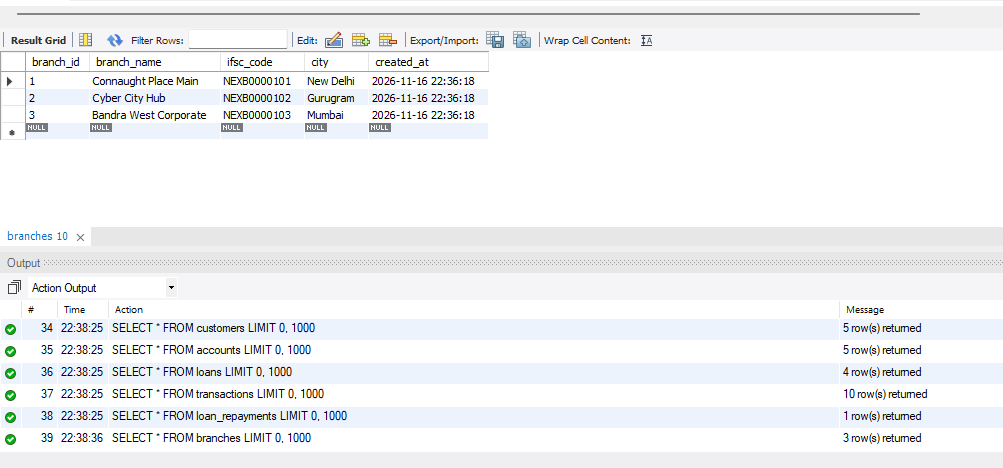 Result Grid Filter Rows: Edit: Export/Import: Wrap Cell Content: IA
branch_id branch_name ifsc_code city created_at
1 Connaught Place Main NEXB0000101 New Delhi 2026-11-16 22:36:18
2 Cyber City Hub NEXB0000102 Gurugram 2026-11-16 22:36:18
3 Bandra West Corporate NEXB0000103 Mumbai 2026-11-16 22:36:18
NULL NULL NULL NULL NULL
branches 10
Output
Action Output
# Time Action Message
34 22:38:25 SELECT * FROM customers LIMIT 0, 1000 5 row(s) returned
35 22:38:25 SELECT * FROM accounts LIMIT 0, 1000 5 row(s) returned
36 22:38:25 SELECT * FROM loans LIMIT 0, 1000 4 row(s) returned
37 22:38:25 SELECT * FROM transactions LIMIT 0, 1000 10 row(s) returned
38 22:38:25 SELECT * FROM loan_repayments LIMIT 0, 1000 1 row(s) returned
39 22:38:36 SELECT * FROM branches LIMIT 0, 1000 3 row(s) returned